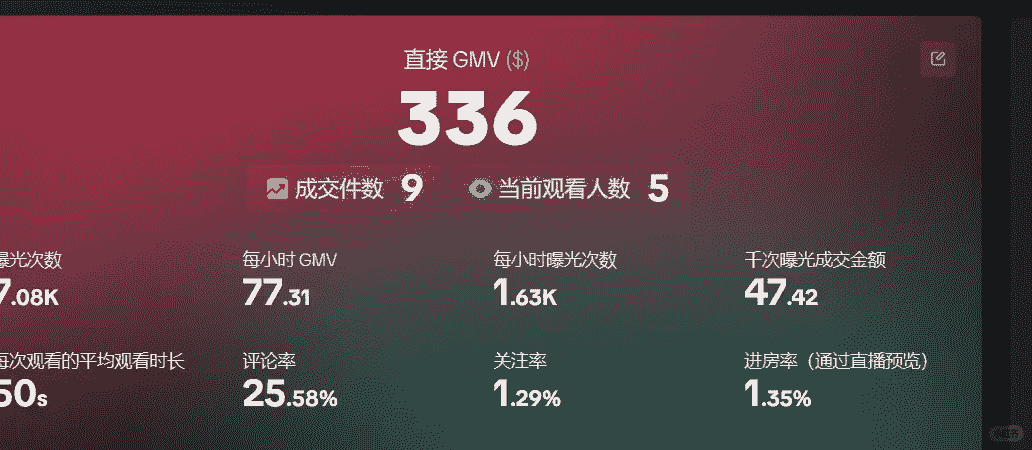 直接 GMV ($)
336
成交件数 9 当前观看人数 5
曝光次数 每小时 GMV 每小时曝光次数 千次曝光成交金额
7.08K 77.31 1.63K 47.42
每次观看的平均观看时长 评论率 关注率 进房率（通过直播预览）
50s 25.58% 1.29% 1.35%